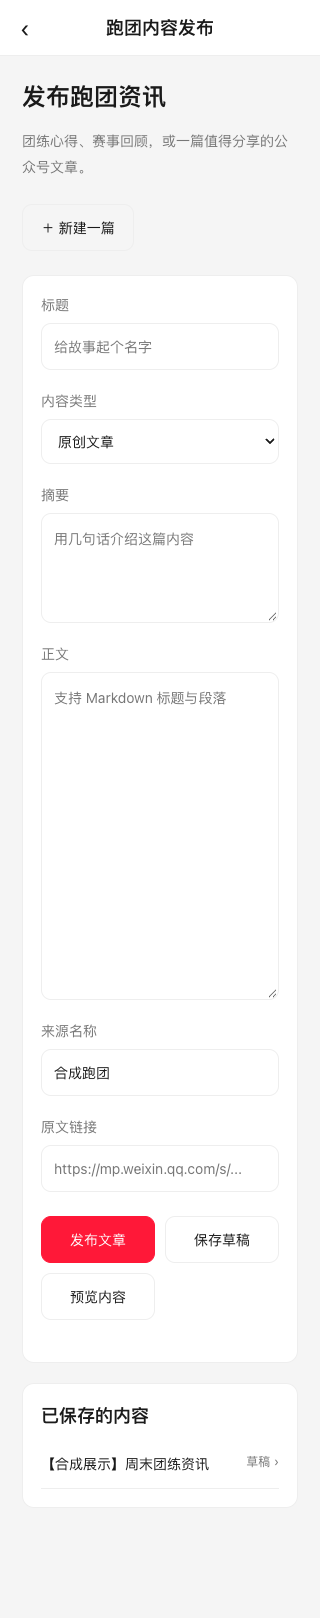 ‹
跑团内容发布
发布跑团资讯
团练心得、赛事回顾，或一篇值得分享的公
众号文章。
＋ 新建一篇
标题
给故事起个名字
内容类型
原创文章
摘要
用几句话介绍这篇内容
正文
支持 Markdown 标题与段落
来源名称
合成跑团
原文链接
https://mp.weixin.qq.com/s/...
发布文章
保存草稿
预览内容
已保存的内容
【合成展示】周末团练资讯
草稿 ›